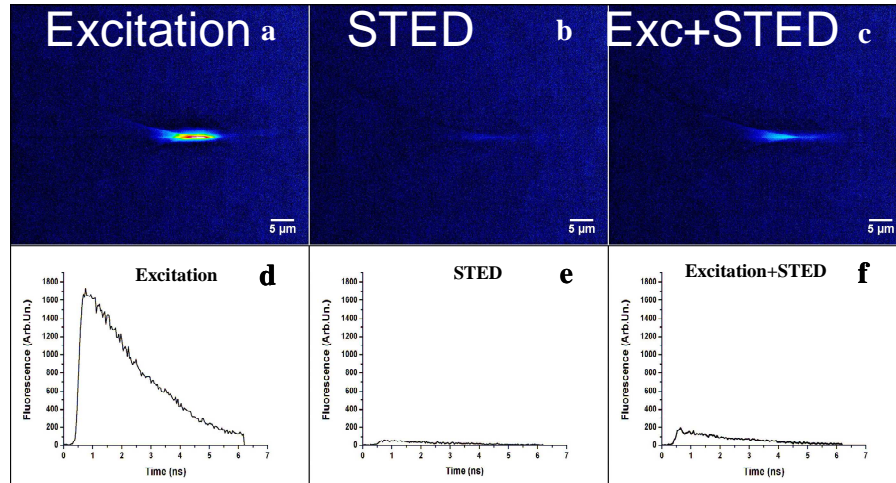 Excitation a
STED b
Exc+STED c
5 µm
5 µm
5 µm
Excitation d
Fluorescence (Arb.Un.)
1800
1600
1400
1200
1000
800
600
400
200
0
0 1 2 3 4 5 6 7
Time (ns)
STED e
Fluorescence (Arb.Un.)
1800
1600
1400
1200
1000
800
600
400
200
0
0 1 2 3 4 5 6 7
Time (ns)
Excitation+STED f
Fluorescence (Arb.Un.)
1800
1600
1400
1200
1000
800
600
400
200
0
0 1 2 3 4 5 6 7
Time (ns)